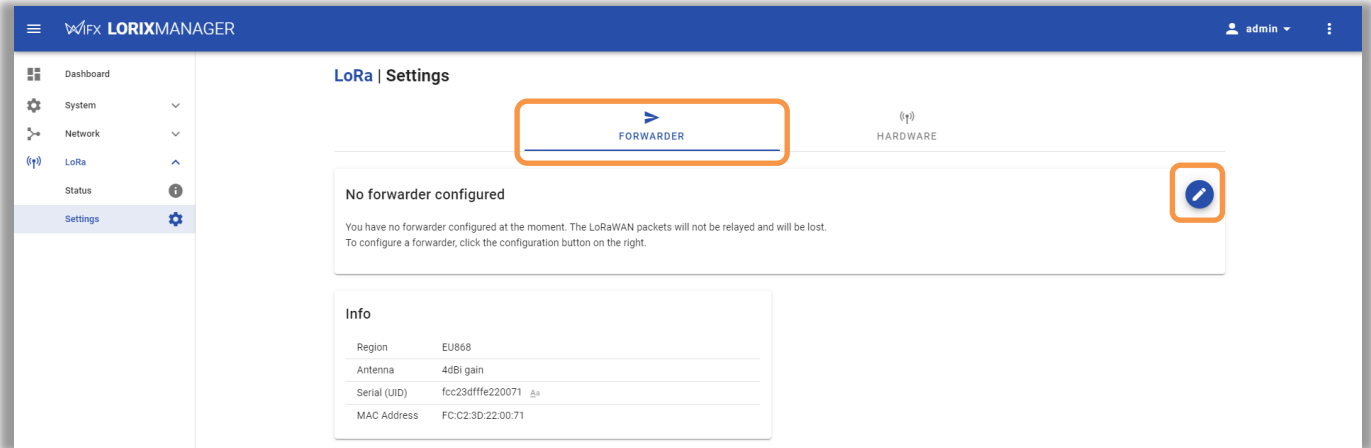 WIFX LORIXMANAGER
admin
Dashboard
System
Network
LoRa
Status
Settings
LoRa | Settings
FORWARDER
HARDWARE
No forwarder configured
You have no forwarder configured at the moment. The LoRaWAN packets will not be relayed and will be lost.
To configure a forwarder, click the configuration button on the right.
Info
Region EU868
Antenna 4dBi gain
Serial (UID) fcc23dfffe220071 Aa
MAC Address FC:C2:3D:22:00:71